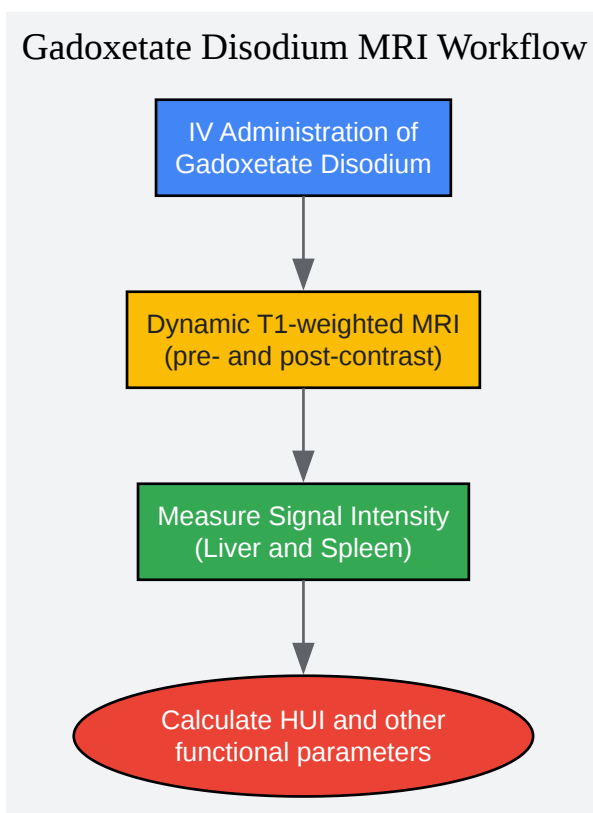 Gadoxetate Disodium MRI Workflow
IV Administration of
Gadoxetate Disodium
Dynamic T1-weighted MRI
(pre- and post-contrast)
Measure Signal Intensity
(Liver and Spleen)
Calculate HUI and other
functional parameters